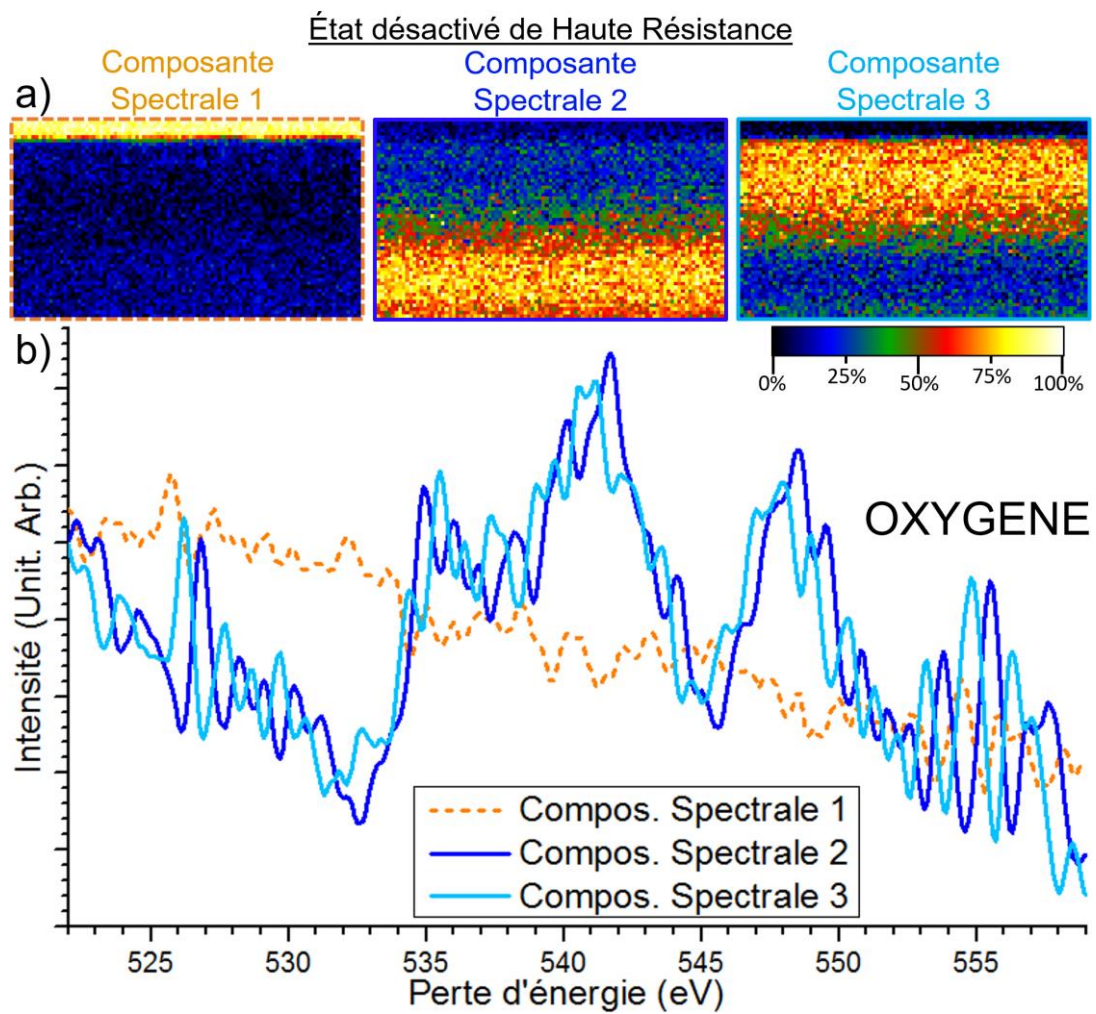 État désactivé de Haute Résistance
Composante
Spectrale 1
Composante
Spectrale 2
Composante
Spectrale 3
a)
0% 25% 50% 75% 100%
b)
OXYGENE
Intensité (Unit. Arb.)
Compos. Spectrale 1
Compos. Spectrale 2
Compos. Spectrale 3
525 530 535 540 545 550 555
Perte d'énergie (eV)